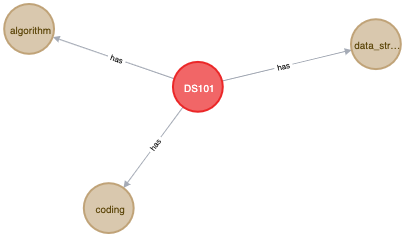 algorithm
has
data_str...
has
DS101
has
coding